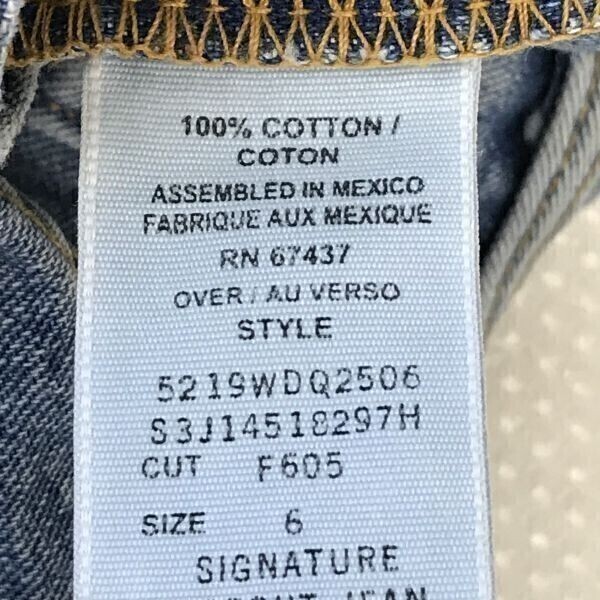 100% COTTON /
COTON
ASSEMBLED IN MEXICO
FABRIQUE AUX MEXIQUE
RN 67437
OVER / AU VERSO
STYLE
5219WDQ2506
S3J14518297H
CUT F605
SIZE 6
SIGNATURE
JEAN